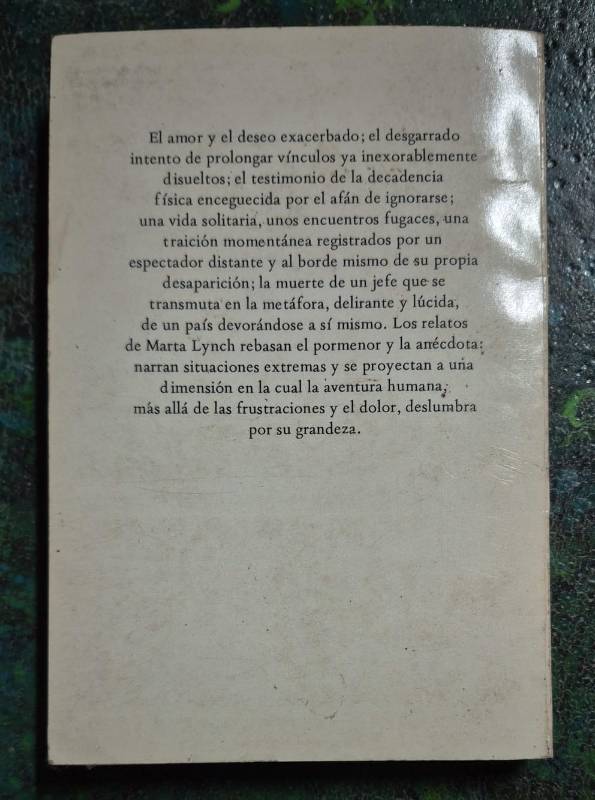 El amor y el deseo exacerbado; el desgarrado
intento de prolongar vínculos ya inexorablemente
disueltos; el testimonio de la decadencia
física enceguecida por el afán de ignorarse;
una vida solitaria, unos encuentros fugaces, una
traición momentánea registrados por un
espectador distante y al borde mismo de su propia
desaparición; la muerte de un jefe que se
transmuta en la metáfora, delirante y lúcida,
de un país devorándose a sí mismo. Los relatos
de Marta Lynch rebasan el pormenor y la anécdota:
narran situaciones extremas y se proyectan a una
dimensión en la cual la aventura humana,
más allá de las frustraciones y el dolor, deslumbra
por su grandeza.